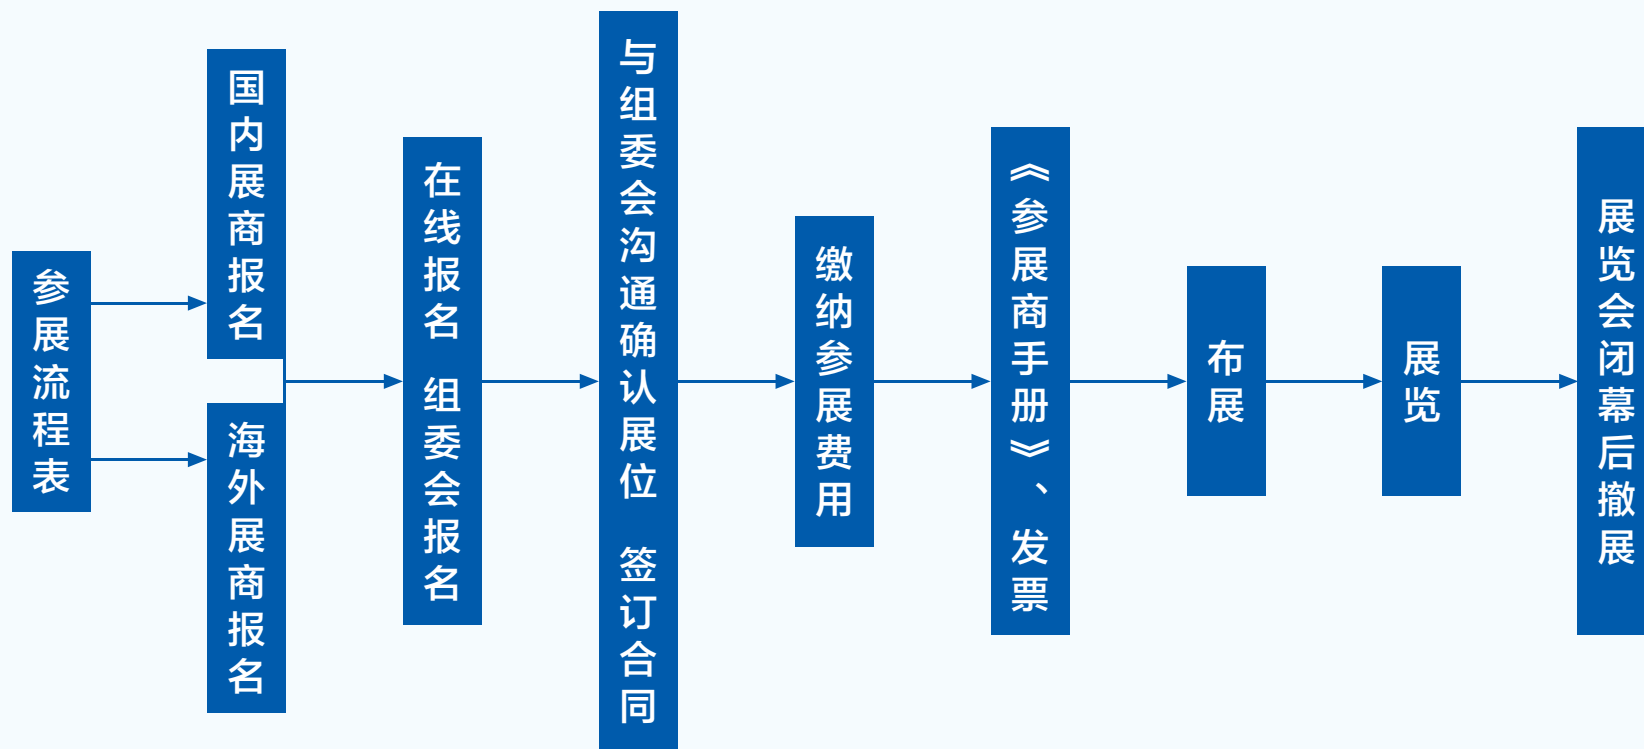 参展流程表
国内展商报名
海外展商报名
在线报名 组委会报名
与组委会沟通确认展位 签订合同
缴纳参展费用
《参展商手册》、发票
布展
展览
展览会闭幕后撤展